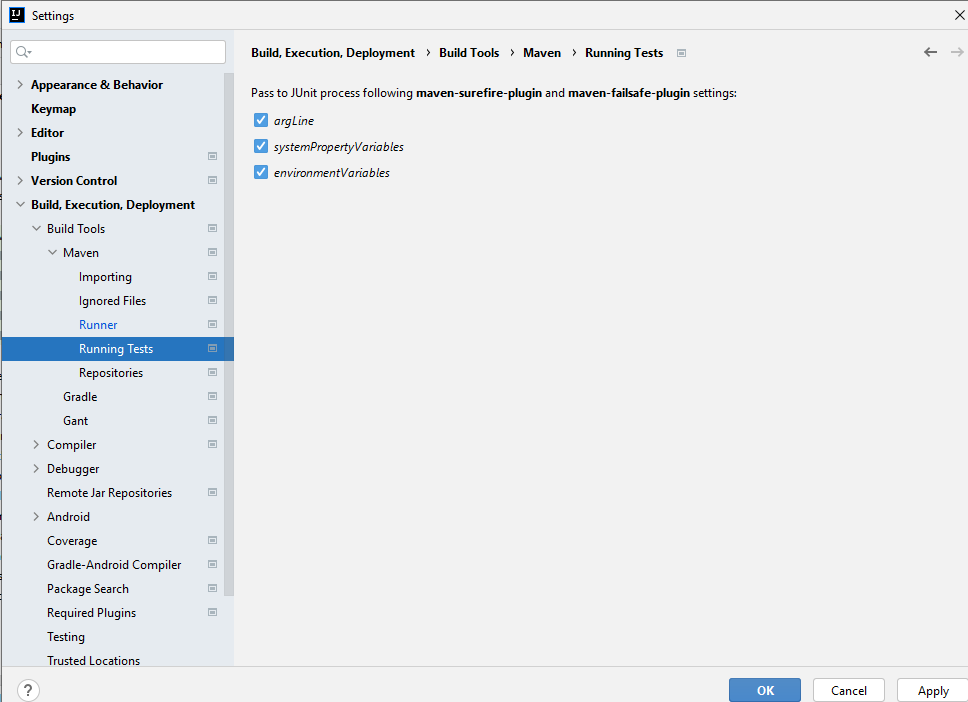 Settings
Build, Execution, Deployment › Build Tools › Maven › Running Tests
Appearance & Behavior
Keymap
Editor
Plugins
Version Control
Build, Execution, Deployment
Build Tools
Maven
Importing
Ignored Files
Runner
Running Tests
Repositories
Gradle
Gant
Compiler
Debugger
Remote Jar Repositories
Android
Coverage
Gradle-Android Compiler
Package Search
Required Plugins
Testing
Trusted Locations
Pass to JUnit process following maven-surefire-plugin and maven-failsafe-plugin settings:
argLine
systemPropertyVariables
environmentVariables
?
OK
Cancel
Apply